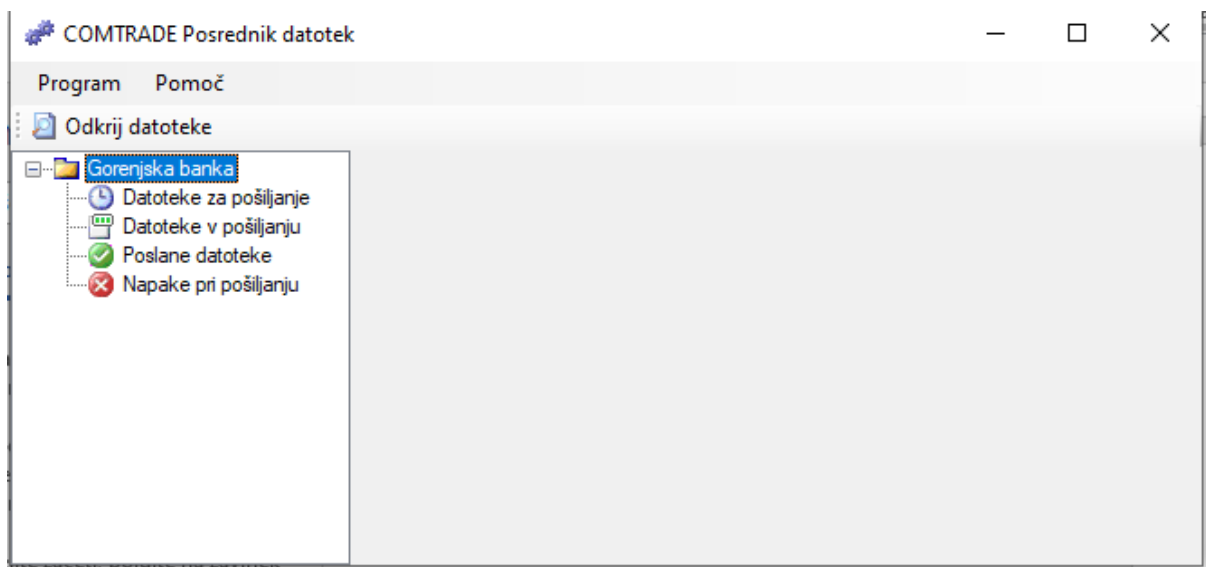 COMTRADE Posrednik datotek
Program Pomoč
Odkrij datoteke
Gorenjska banka
Datoteke za pošiljanje
Datoteke v pošiljanju
Poslane datoteke
Napake pri pošiljanju